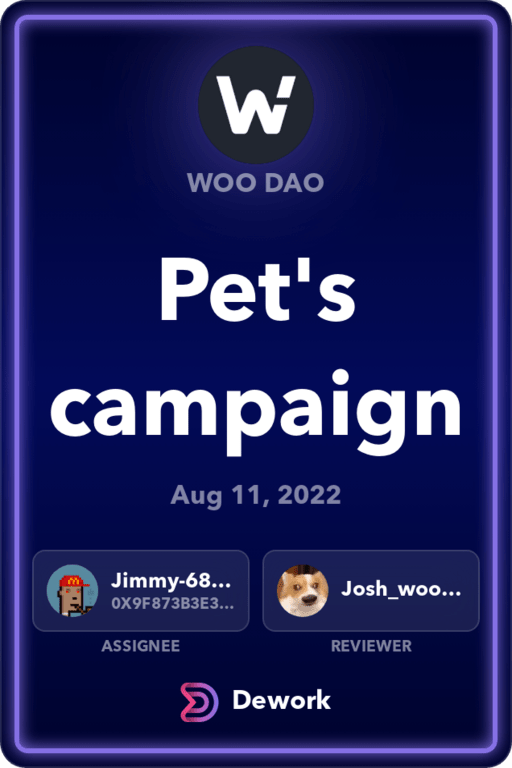 WOO DAO
Pet's
campaign
Aug 11, 2022
Jimmy-68...
0X9F873B3E3...
Josh_woo...
ASSIGNEE
REVIEWER
Dework